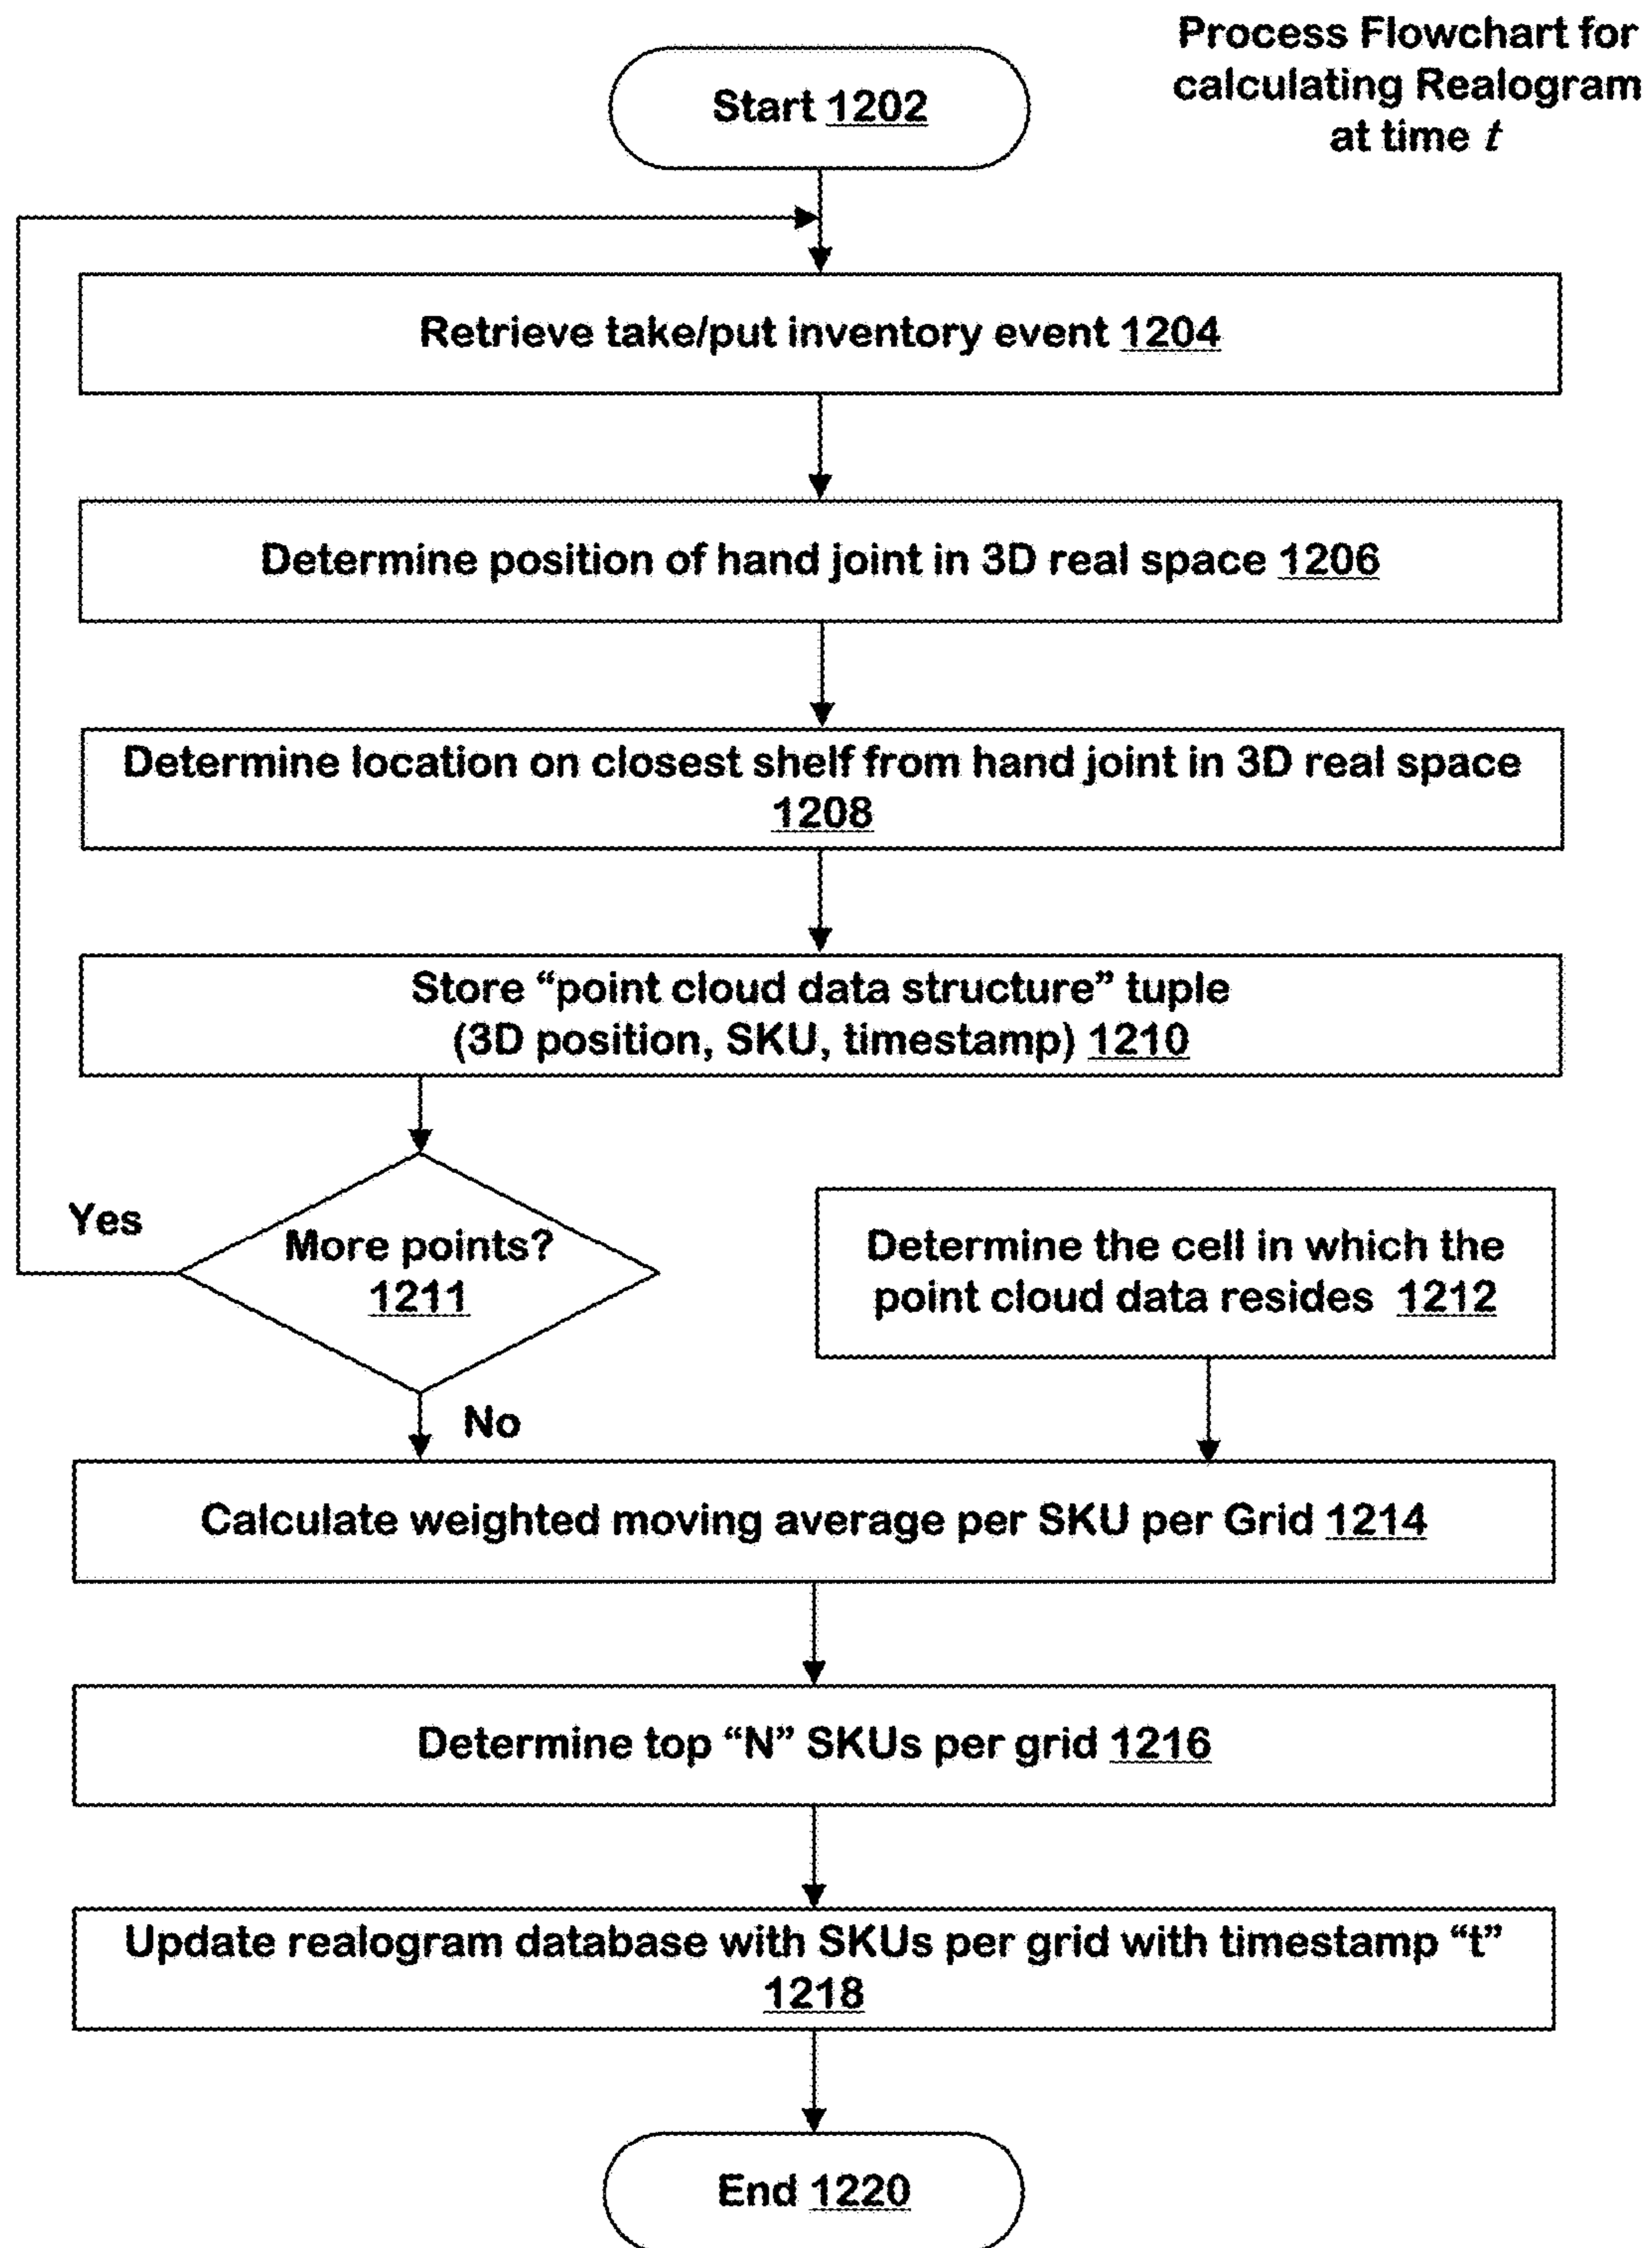 Process Flowchart for
calculating Realogram
at time t
Start 1202
Retrieve take/put inventory event 1204
Determine position of hand joint in 3D real space 1206
Determine location on closest shelf from hand joint in 3D real space
1208
Store “point cloud data structure” tuple
(3D position, SKU, timestamp) 1210
Yes
More points?
1211
No
Determine the cell in which the
point cloud data resides 1212
Calculate weighted moving average per SKU per Grid 1214
Determine top “N” SKUs per grid 1216
Update realogram database with SKUs per grid with timestamp “t”
1218
End 1220